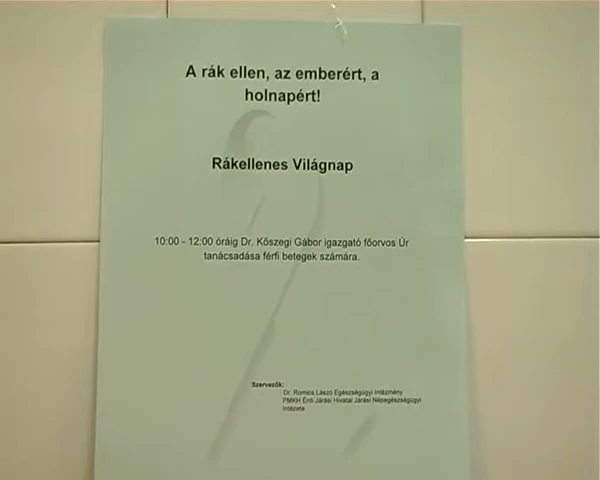 A rák ellen, az emberért, a
holnapért!
Rákellenes Világnap
10:00 - 12:00 óráig Dr. Kőszegi Gábor igazgató főorvos Úr
tanácsadása férfi betegek számára.
Szervezők:
Dr. Romics László Egészségügyi Intézmény
PMKH Érdi Járási Hivatal Járási Népegészségügyi
Intézete